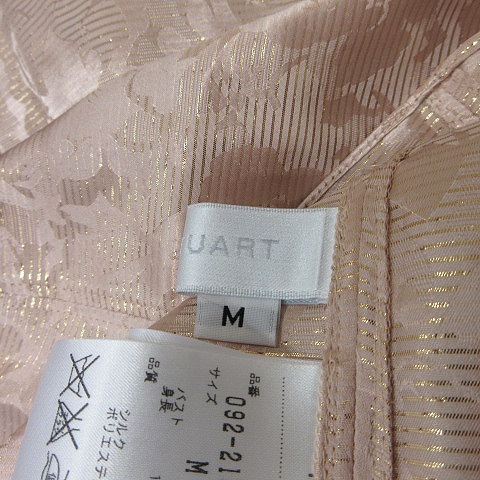 UART
M
品番 092-21
サイズ M
品質
バスト
身長
シルク
ポリエステ